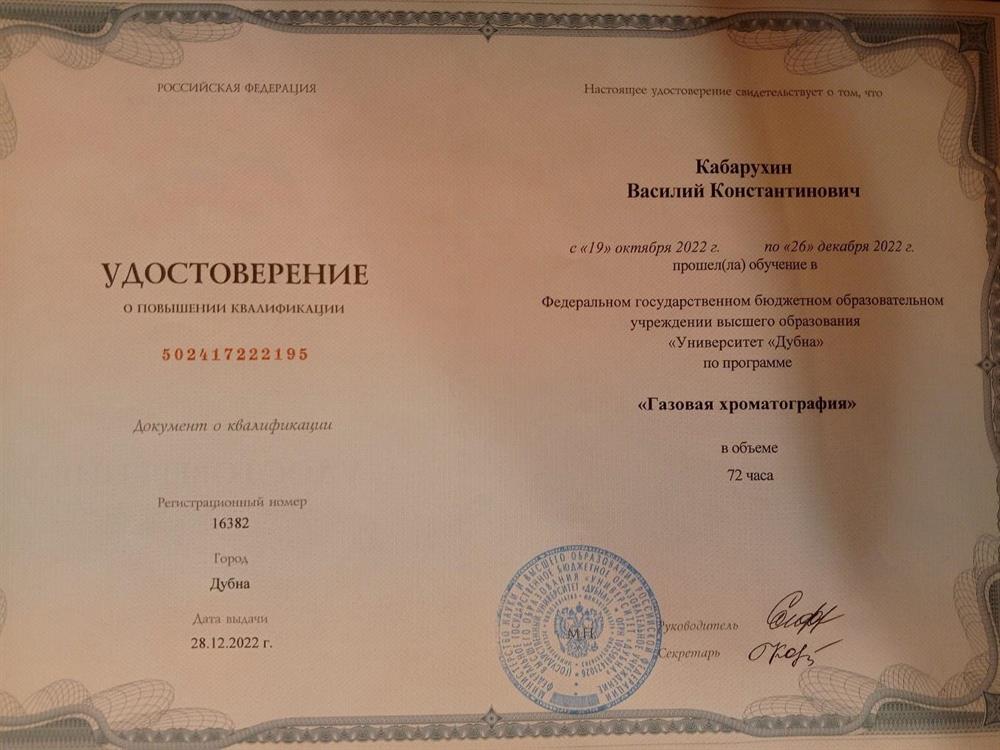 РОССИЙСКАЯ ФЕДЕРАЦИЯ
УДОСТОВЕРЕНИЕ
О ПОВЫШЕНИИ КВАЛИФИКАЦИИ
502417222195
Документ о квалификации
Регистрационный номер
16382
Город
Дубна
Дата выдачи
28.12.2022 г.
Настоящее удостоверение свидетельствует о том, что
Кабарухин
Василий Константинович
с «19» октября 2022 г. по «26» декабря 2022 г.
прошел(ла) обучение в
Федеральном государственном бюджетном образовательном
учреждении высшего образования
«Университет «Дубна»
по программе
«Газовая хроматография»
в объеме
72 часа
М.П.
Руководитель
Секретарь